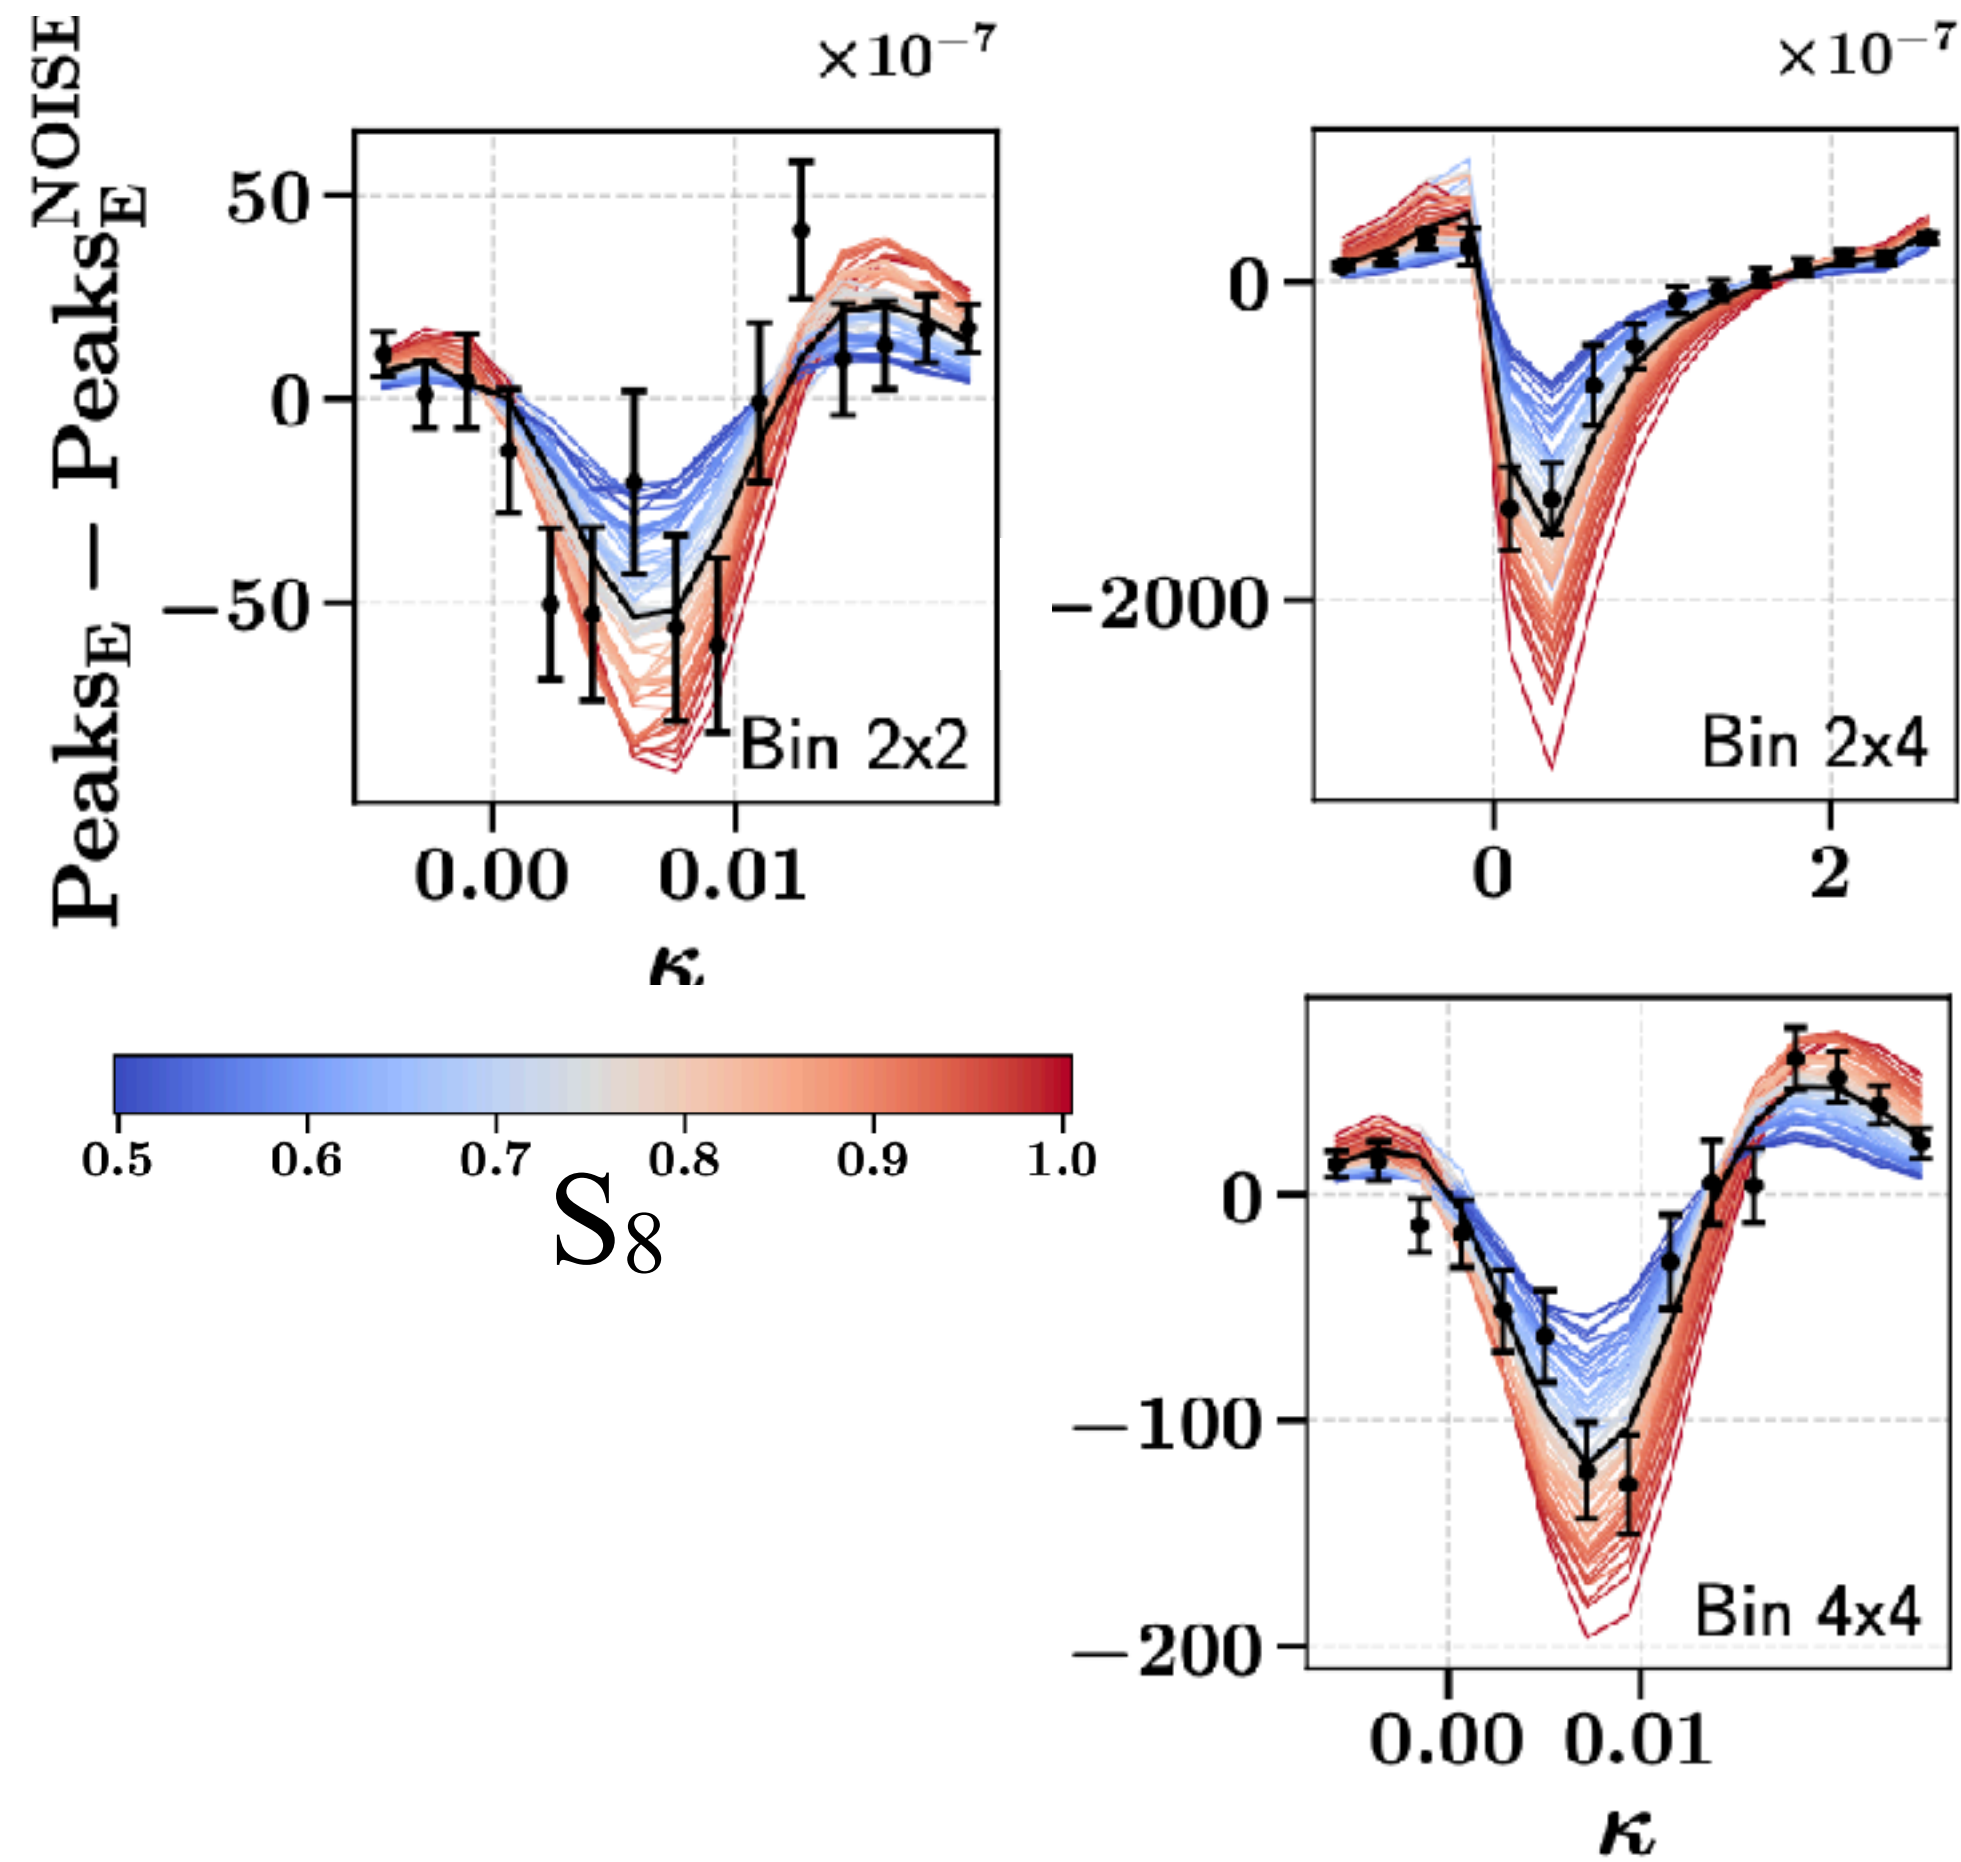 ×10⁻⁷
×10⁻⁷
Peaks_E − Peaks_E^NOISE
50
0
−50
0.00 0.01
κ
Bin 2x2
0
−2000
0 2
Bin 2x4
0.5 0.6 0.7 0.8 0.9 1.0
S₈
0
−100
−200
0.00 0.01
κ
Bin 4x4